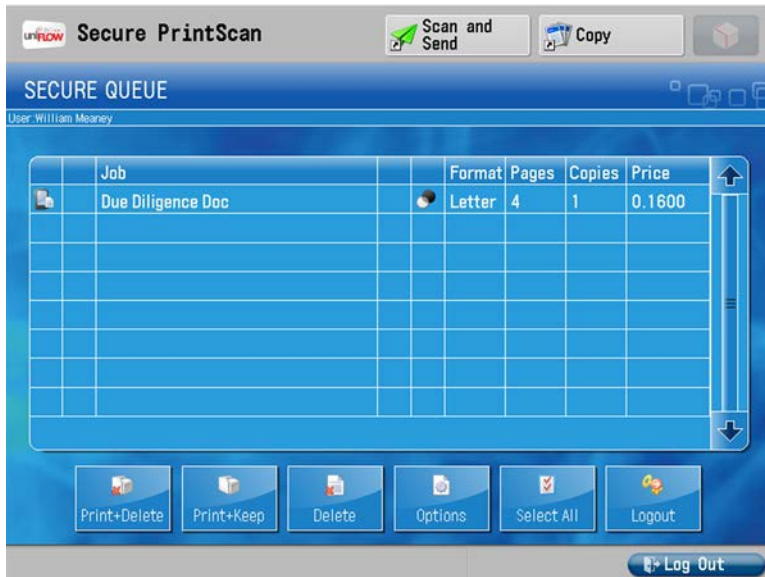 uniFLOW Secure PrintScan
Scan and
Send
Copy
SECURE QUEUE
User:William Meaney
Job Format Pages Copies Price
Due Diligence Doc Letter 4 1 0.1600
Print+Delete Print+Keep Delete Options Select All Logout
Log Out